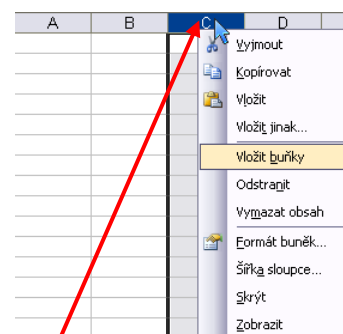 A B C D
Vyjmout
Kopírovat
Vložit
Vložit jinak...
Vložit buňky
Odstranit
Vymazat obsah
Formát buněk...
Šířka sloupce...
Skrýt
Zobrazit